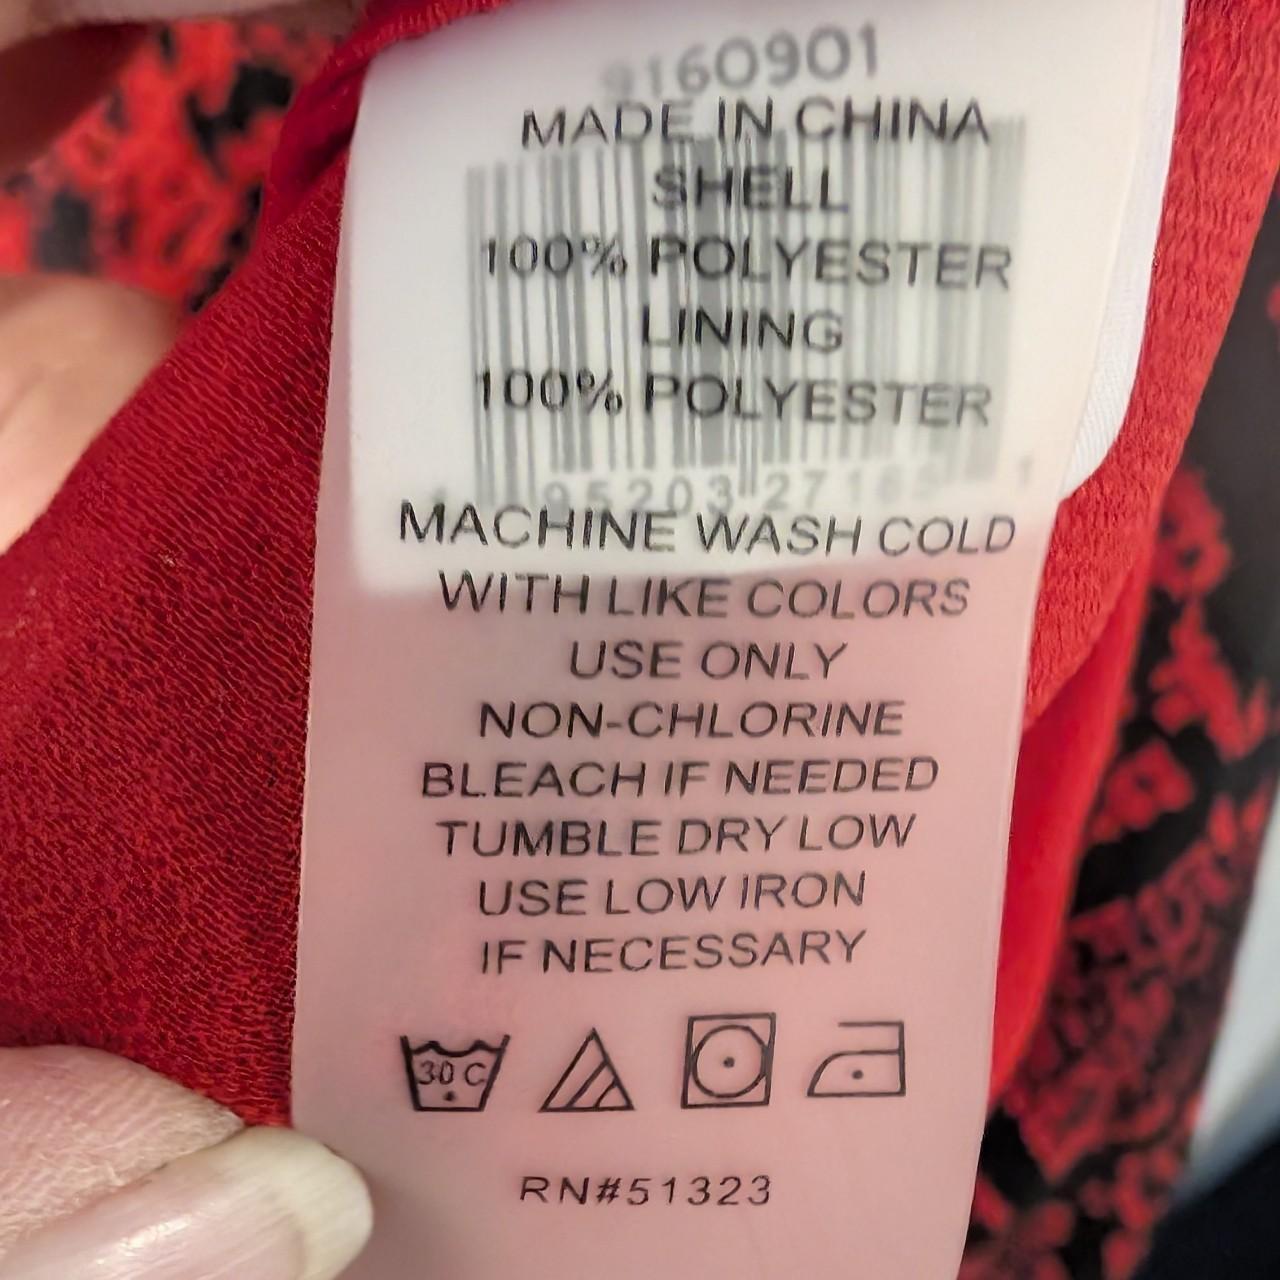 9160901
MADE IN CHINA
SHELL
100% POLYESTER
LINING
100% POLYESTER
MACHINE WASH COLD
WITH LIKE COLORS
USE ONLY
NON-CHLORINE
BLEACH IF NEEDED
TUMBLE DRY LOW
USE LOW IRON
IF NECESSARY
30 C
RN#51323